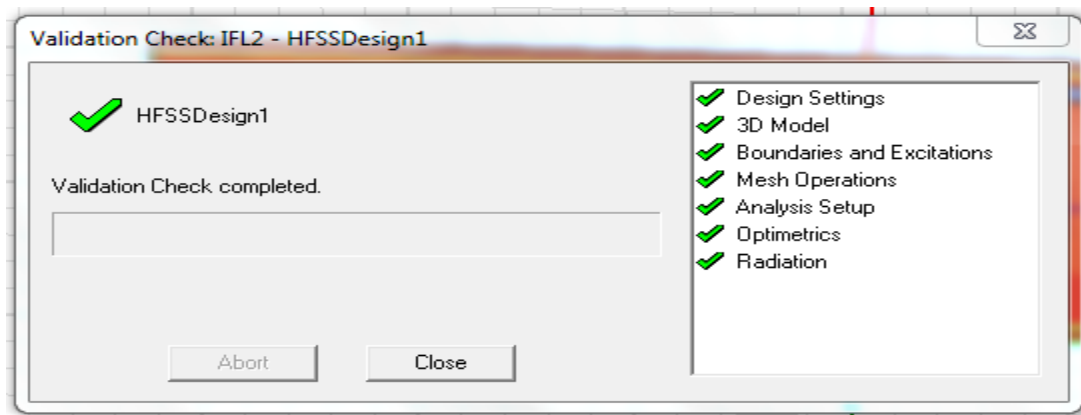 Validation Check: IFL2 - HFSSDesign1
HFSSDesign1
Validation Check completed.
Abort
Close
Design Settings
3D Model
Boundaries and Excitations
Mesh Operations
Analysis Setup
Optimetrics
Radiation